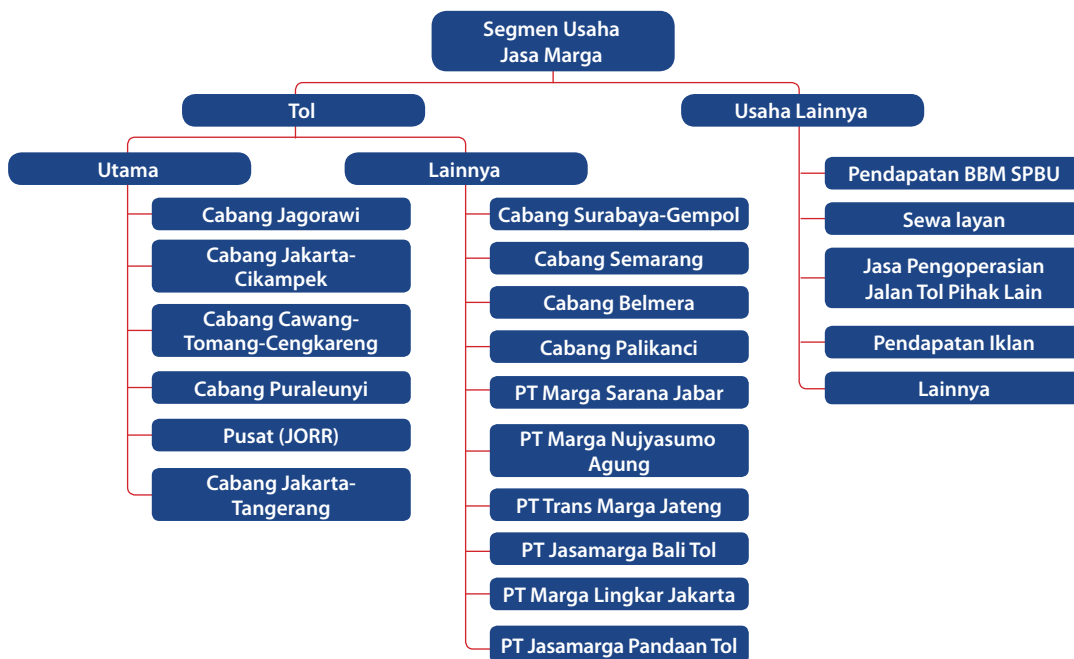 Segmen Usaha
Jasa Marga
Tol
Usaha Lainnya
Utama
Lainnya
Cabang Jagorawi
Cabang Jakarta-
Cikampek
Cabang Cawang-
Tomang-Cengkareng
Cabang Puraleunyi
Pusat (JORR)
Cabang Jakarta-
Tangerang
Cabang Surabaya-Gempol
Cabang Semarang
Cabang Belmera
Cabang Palikanci
PT Marga Sarana Jabar
PT Marga Nujyasumo
Agung
PT Trans Marga Jateng
PT Jasamarga Bali Tol
PT Marga Lingkar Jakarta
PT Jasamarga Pandaan Tol
Pendapatan BBM SPBU
Sewa layan
Jasa Pengoperasian
Jalan Tol Pihak Lain
Pendapatan Iklan
Lainnya